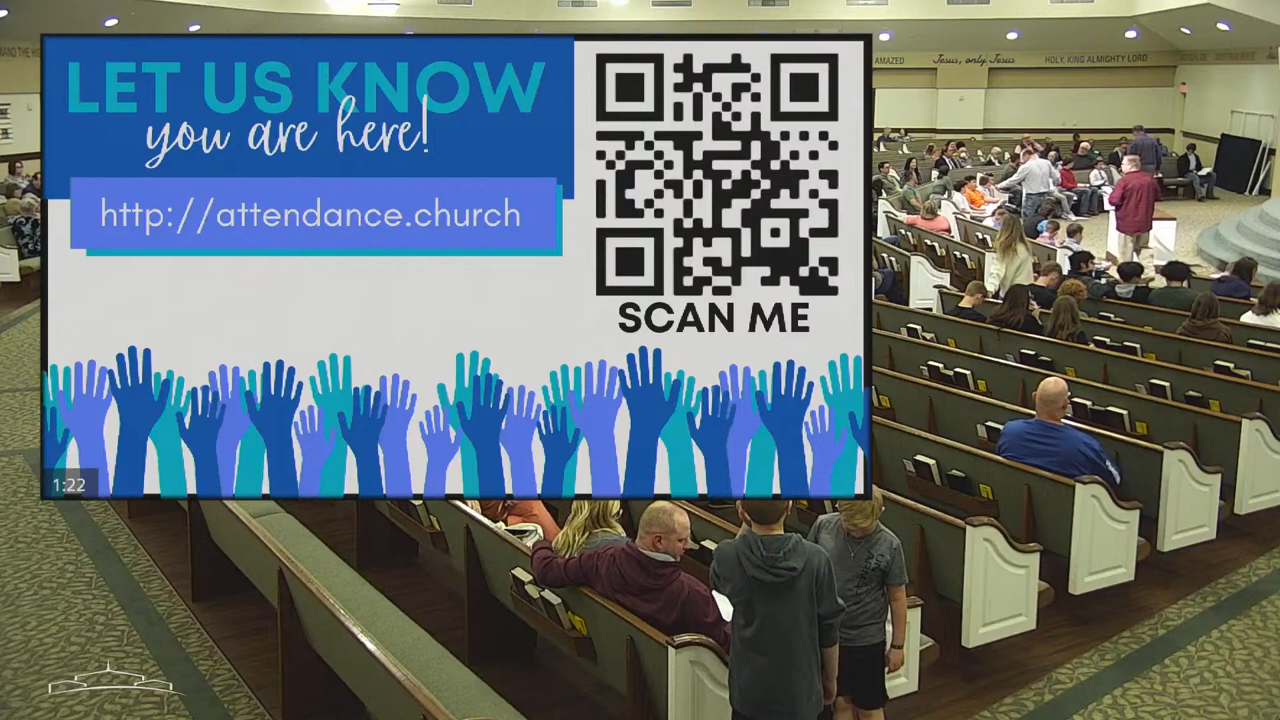 LET US KNOW
you are here!
http://attendance.church
SCAN ME
1:22
AMAZED
Jesus, only Jesus
HOLY, KING ALMIGHTY LORD